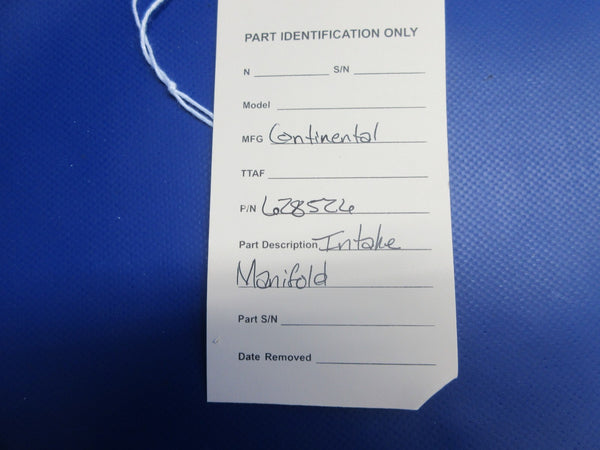 PART IDENTIFICATION ONLY
N S/N
Model
MFG Continental
TTAF
P/N 628526
Part Description Intake
Manifold
Part S/N
Date Removed